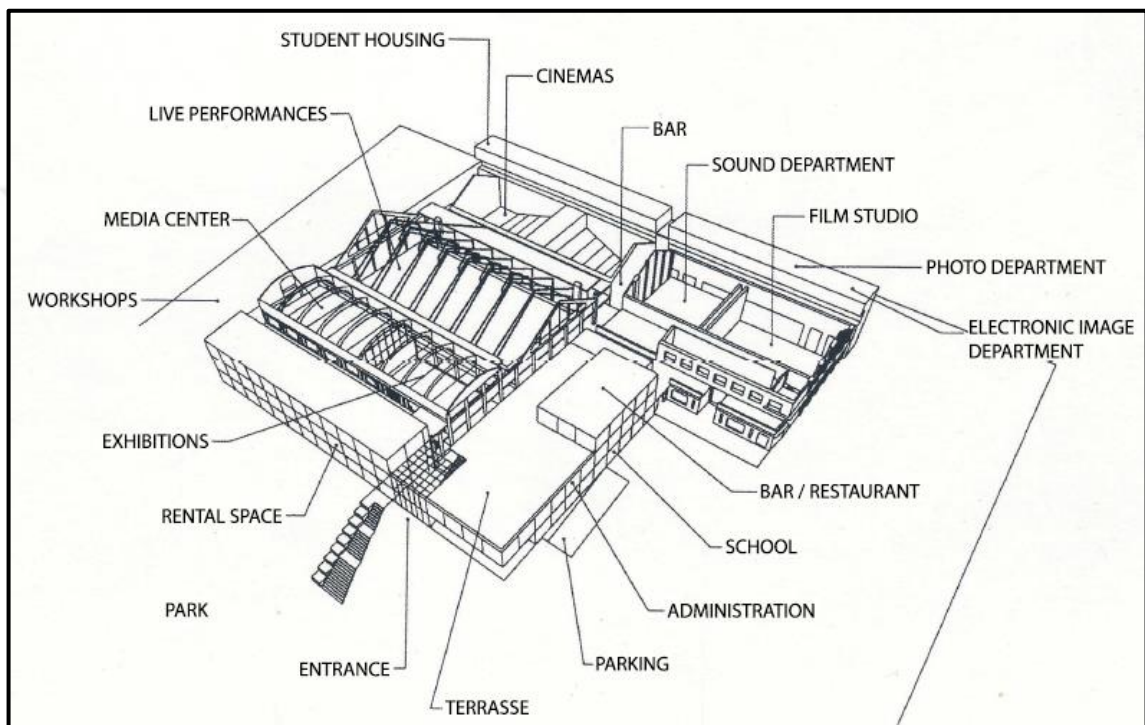 STUDENT HOUSING
CINEMAS
LIVE PERFORMANCES
BAR
SOUND DEPARTMENT
MEDIA CENTER
FILM STUDIO
PHOTO DEPARTMENT
WORKSHOPS
ELECTRONIC IMAGE
DEPARTMENT
EXHIBITIONS
BAR / RESTAURANT
RENTAL SPACE
SCHOOL
PARK
ADMINISTRATION
ENTRANCE
PARKING
TERRASSE